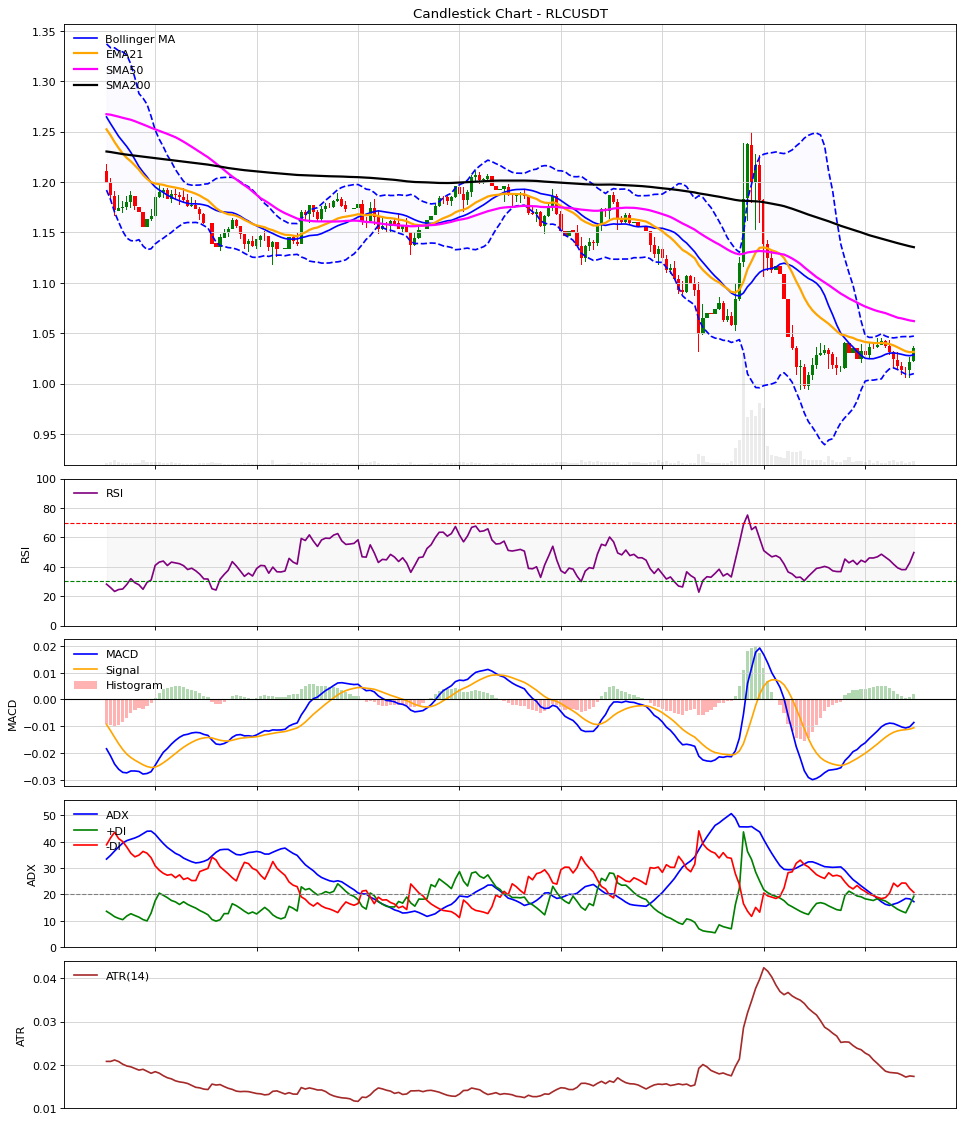 Candlestick Chart - RLCUSDT
1.35
1.30
1.25
1.20
1.15
1.10
1.05
1.00
0.95
Bollinger MA
EMA21
SMA50
SMA200
100
80
60
40
20
0
RSI
RSI
0.02
0.01
0.00
−0.01
−0.02
−0.03
MACD
MACD
Signal
Histogram
50
40
30
20
10
0
ADX
ADX
+DI
-DI
0.04
0.03
0.02
0.01
ATR
ATR(14)